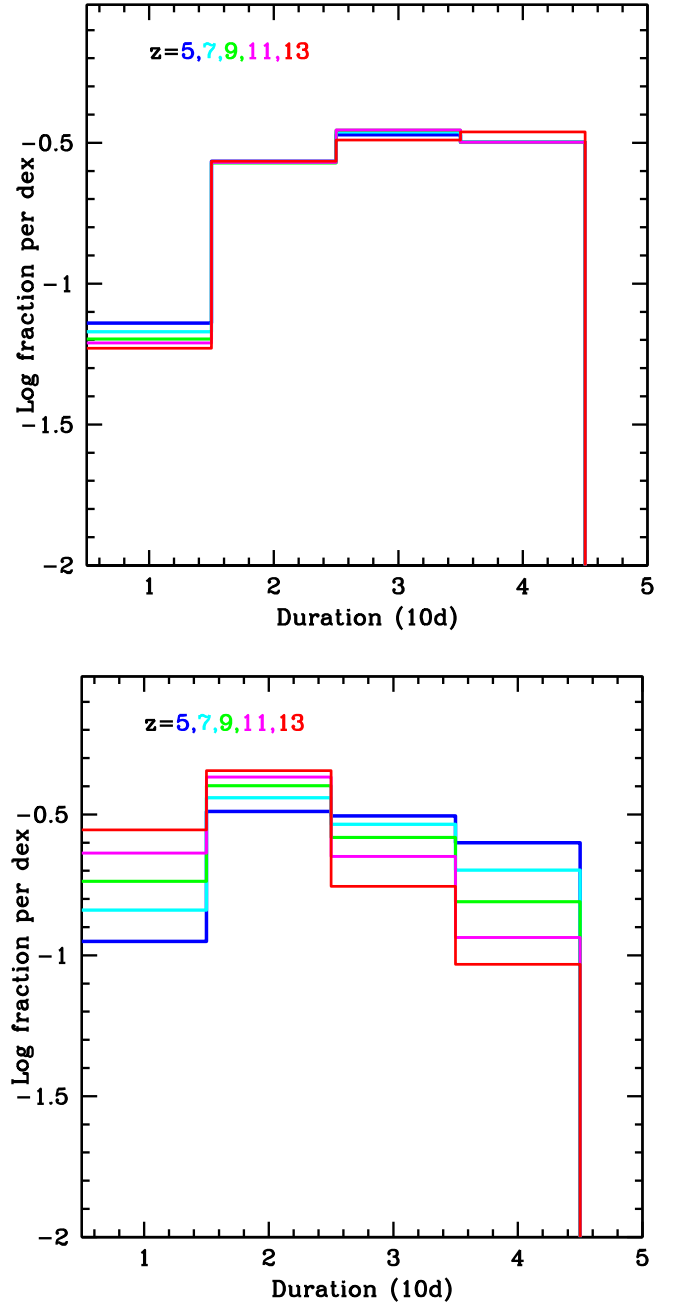 z=5,7,9,11,13
Log fraction per dex
-0.5
-1
-1.5
-2
1 2 3 4 5
Duration (10d)
z=5,7,9,11,13
Log fraction per dex
-0.5
-1
-1.5
-2
1 2 3 4 5
Duration (10d)